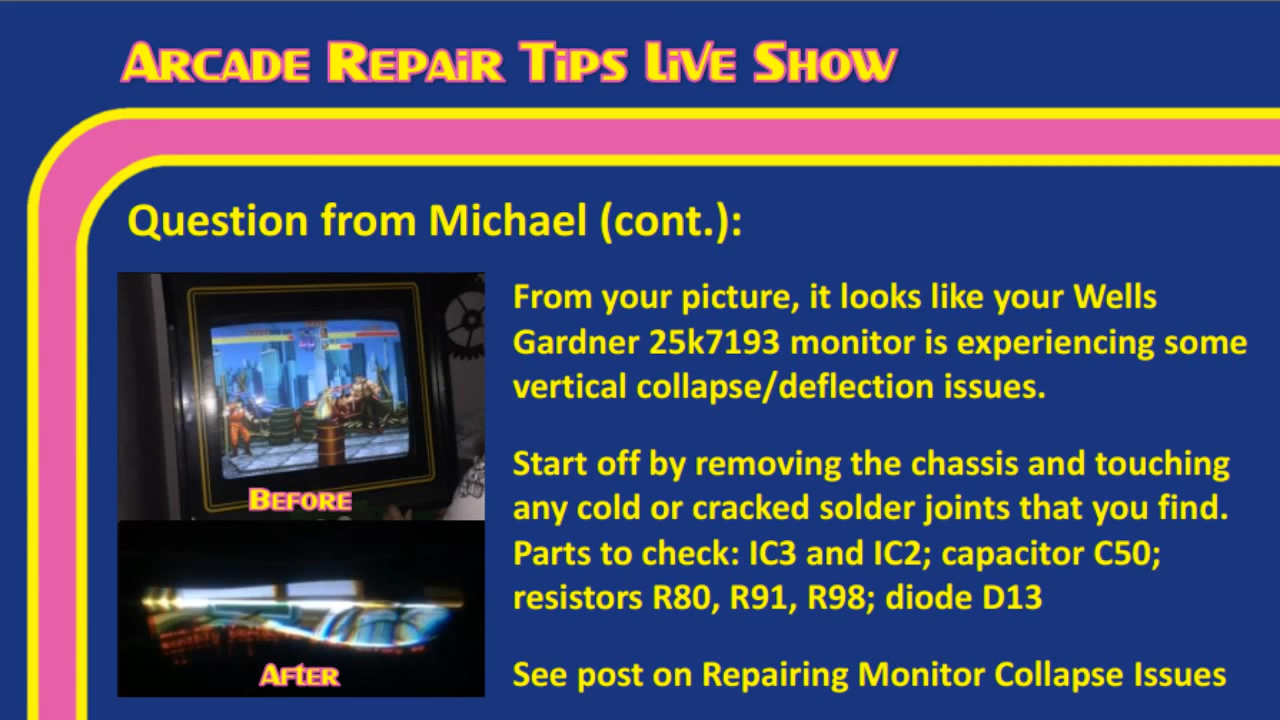 Arcade Repair Tips Live Show
Question from Michael (cont.):
From your picture, it looks like your Wells
Gardner 25k7193 monitor is experiencing some
vertical collapse/deflection issues.
Start off by removing the chassis and touching
any cold or cracked solder joints that you find.
Parts to check: IC3 and IC2; capacitor C50;
resistors R80, R91, R98; diode D13
See post on Repairing Monitor Collapse Issues
Before
After